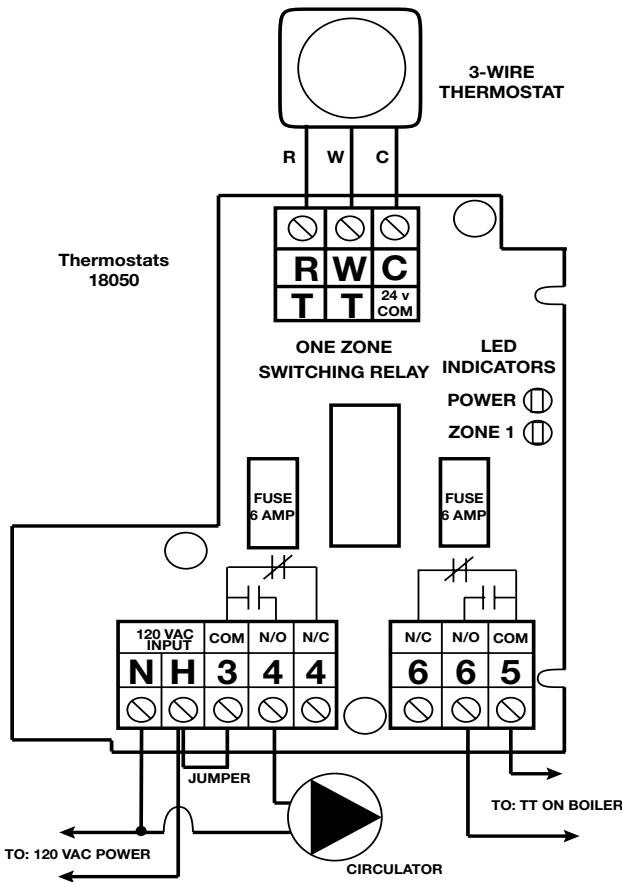 3-WIRE
THERMOSTAT
R W C
Thermostats
18050
R W C
T T 24 v
COM
ONE ZONE
SWITCHING RELAY
LED
INDICATORS
POWER
ZONE 1
FUSE
6 AMP
FUSE
6 AMP
120 VAC
INPUT
COM N/O N/C
N H 3 4 4
N/C N/O COM
6 6 5
JUMPER
TO: TT ON BOILER
TO: 120 VAC POWER
CIRCULATOR